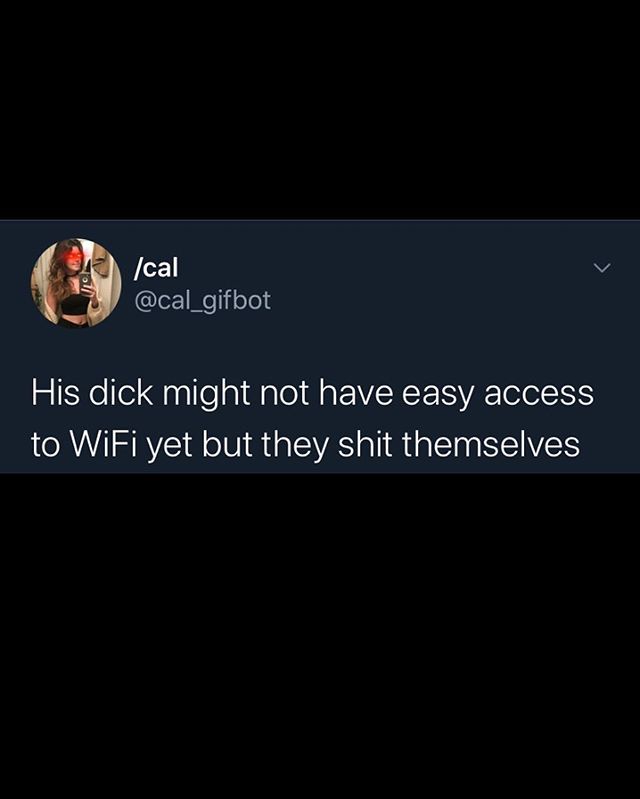 /cal
@cal_gifbot
His dick might not have easy access
to WiFi yet but they shit themselves